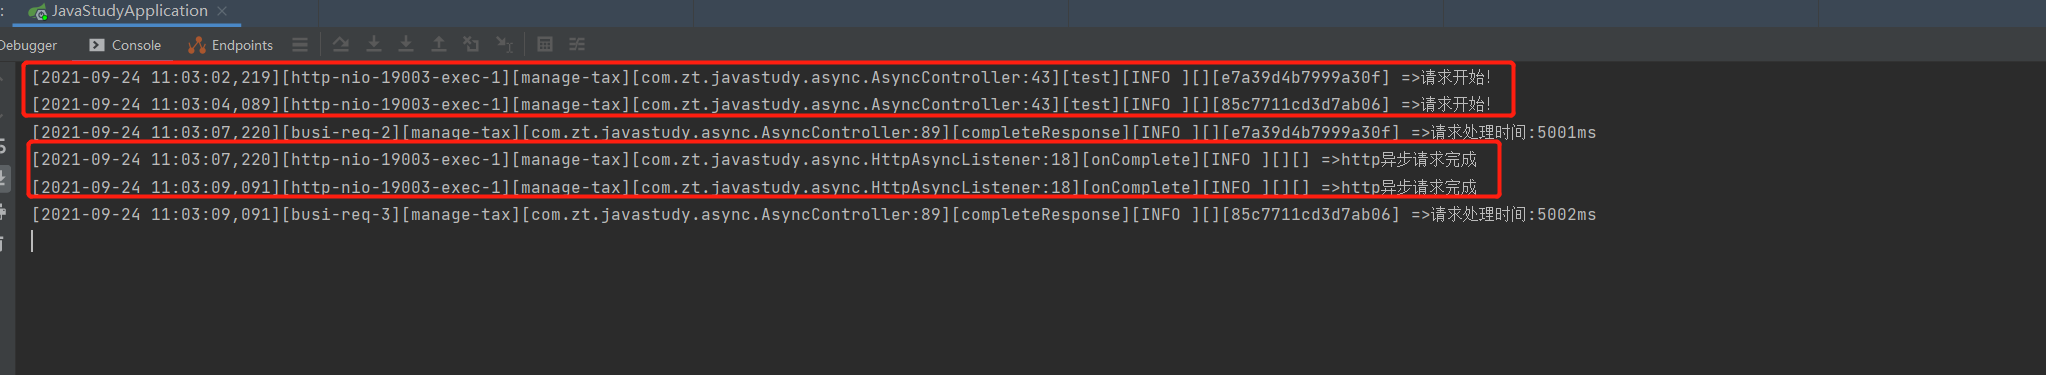 : JavaStudyApplication ×
Debugger Console Endpoints
[2021-09-24 11:03:02,219][http-nio-19003-exec-1][manage-tax][com.zt.javastudy.async.AsyncController:43][test][INFO ][][e7a39d4b7999a30f] =>请求开始!
[2021-09-24 11:03:04,089][http-nio-19003-exec-1][manage-tax][com.zt.javastudy.async.AsyncController:43][test][INFO ][][85c7711cd3d7ab06] =>请求开始!
[2021-09-24 11:03:07,220][busi-req-2][manage-tax][com.zt.javastudy.async.AsyncController:89][completeResponse][INFO ][][e7a39d4b7999a30f] =>请求处理时间:5001ms
[2021-09-24 11:03:07,220][http-nio-19003-exec-1][manage-tax][com.zt.javastudy.async.HttpAsyncListener:18][onComplete][INFO ][][] =>http异步请求完成
[2021-09-24 11:03:09,091][http-nio-19003-exec-1][manage-tax][com.zt.javastudy.async.HttpAsyncListener:18][onComplete][INFO ][][] =>http异步请求完成
[2021-09-24 11:03:09,091][busi-req-3][manage-tax][com.zt.javastudy.async.AsyncController:89][completeResponse][INFO ][][85c7711cd3d7ab06] =>请求处理时间:5002ms